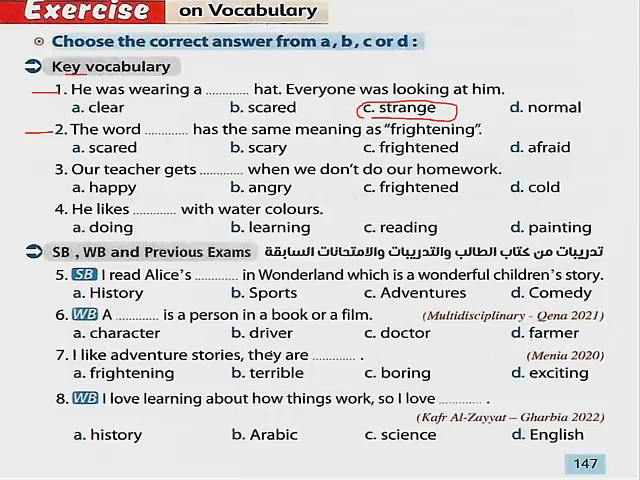 Exercise on Vocabulary
Choose the correct answer from a, b, c or d :
Key vocabulary
1. He was wearing a ............ hat. Everyone was looking at him.
a. clear b. scared c. strange d. normal
2. The word ............ has the same meaning as “frightening”.
a. scared b. scary c. frightened d. afraid
3. Our teacher gets ............ when we don't do our homework.
a. happy b. angry c. frightened d. cold
4. He likes ............ with water colours.
a. doing b. learning c. reading d. painting
SB , WB and Previous Exams تدريبات من كتاب الطالب والتدريبات والامتحانات السابقة
5. SB I read Alice's ............ in Wonderland which is a wonderful children's story.
a. History b. Sports c. Adventures d. Comedy
6. WB A ............ is a person in a book or a film. (Multidisciplinary - Qena 2021)
a. character b. driver c. doctor d. farmer
7. I like adventure stories, they are ............ . (Menia 2020)
a. frightening b. terrible c. boring d. exciting
8. WB I love learning about how things work, so I love ............ .
(Kafr Al-Zayyat – Gharbia 2022)
a. history b. Arabic c. science d. English
147